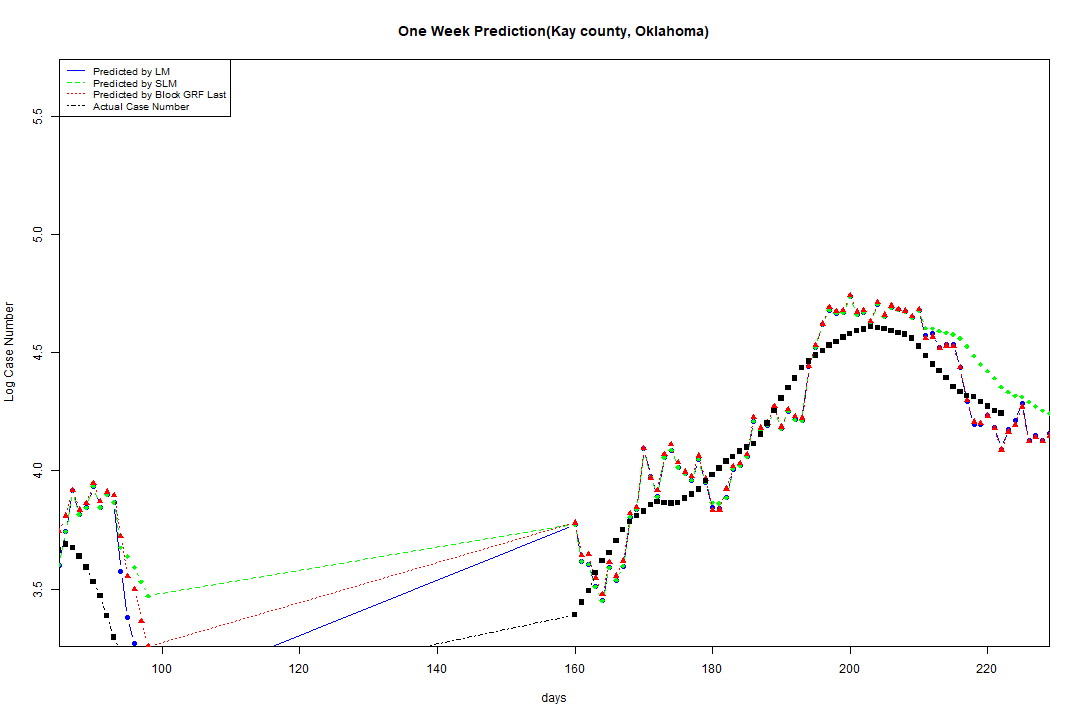 One Week Prediction(Kay county, Oklahoma)
Predicted by LM
Predicted by SLM
Predicted by Block GRF Last
Actual Case Number
5.5
5.0
4.5
4.0
3.5
Log Case Number
100 120 140 160 180 200 220
days